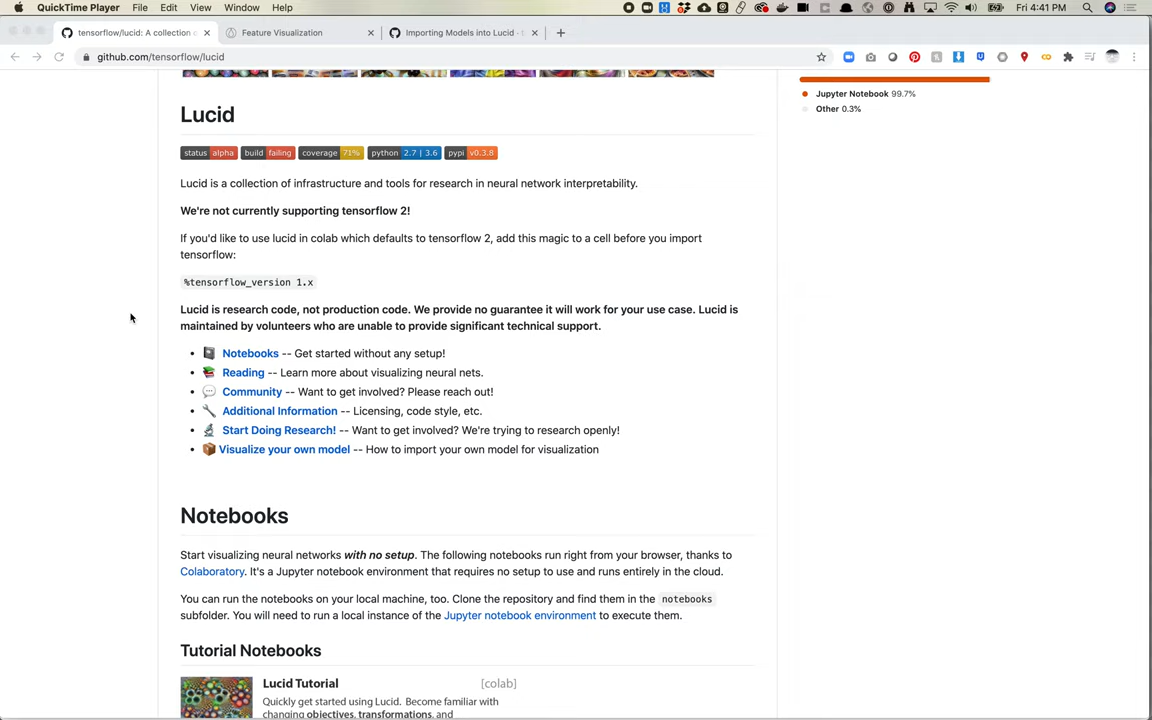 QuickTime Player File Edit View Window Help Fri 4:41 PM
tensorflow/lucid: A collection o Feature Visualization Importing Models into Lucid · t
github.com/tensorflow/lucid
Jupyter Notebook 99.7%
Other 0.3%
Lucid
status alpha build failing coverage 71% python 2.7 | 3.6 pypi v0.3.8
Lucid is a collection of infrastructure and tools for research in neural network interpretability.
We're not currently supporting tensorflow 2!
If you'd like to use lucid in colab which defaults to tensorflow 2, add this magic to a cell before you import
tensorflow:
%tensorflow_version 1.x
Lucid is research code, not production code. We provide no guarantee it will work for your use case. Lucid is
maintained by volunteers who are unable to provide significant technical support.
Notebooks -- Get started without any setup!
Reading -- Learn more about visualizing neural nets.
Community -- Want to get involved? Please reach out!
Additional Information -- Licensing, code style, etc.
Start Doing Research! -- Want to get involved? We're trying to research openly!
Visualize your own model -- How to import your own model for visualization
Notebooks
Start visualizing neural networks with no setup. The following notebooks run right from your browser, thanks to
Colaboratory. It's a Jupyter notebook environment that requires no setup to use and runs entirely in the cloud.
You can run the notebooks on your local machine, too. Clone the repository and find them in the notebooks
subfolder. You will need to run a local instance of the Jupyter notebook environment to execute them.
Tutorial Notebooks
Lucid Tutorial [colab]
Quickly get started using Lucid. Become familiar with
changing objectives, transformations, and